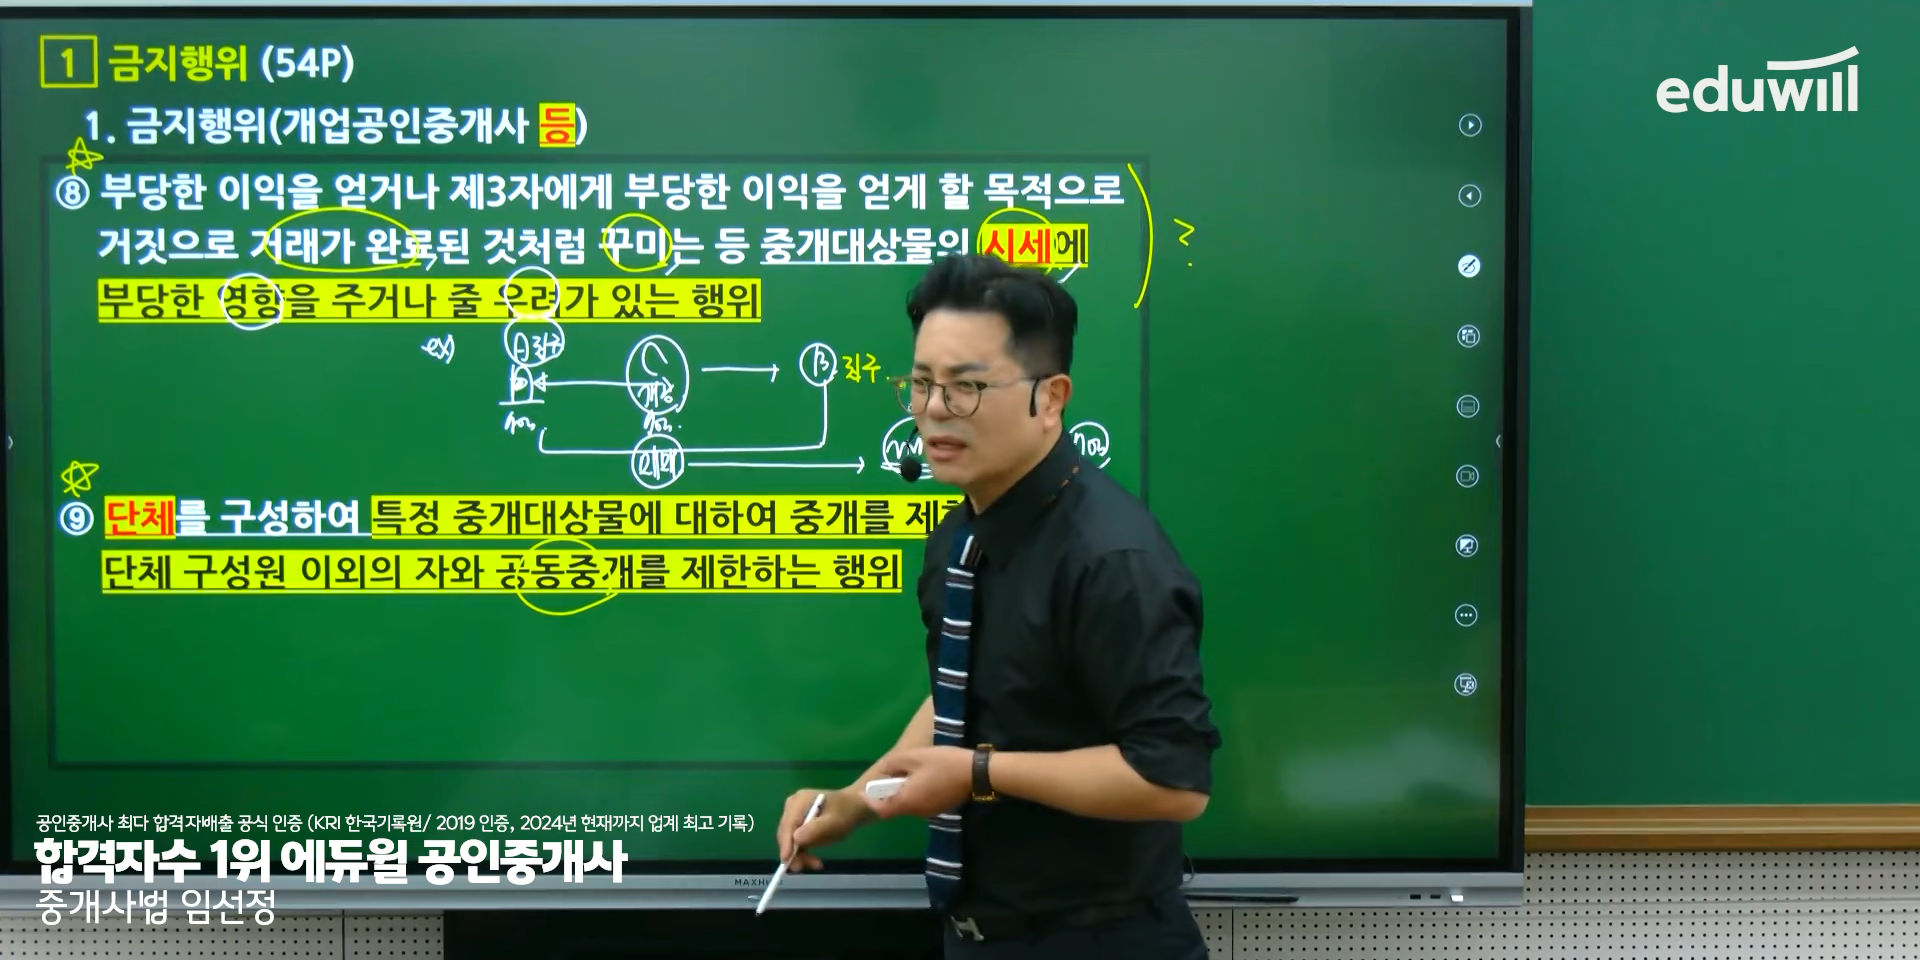 1 금지행위 (54P)
eduwill
1. 금지행위(개업공인중개사 등)
⑧ 부당한 이익을 얻거나 제3자에게 부당한 이익을 얻게 할 목적으로
거짓으로 거래가 완료된 것처럼 꾸미는 등 중개대상물의 시세에
부당한 영향을 주거나 줄 우려가 있는 행위
?
ex) A친구
B 친구
매매
⑨ 단체를 구성하여 특정 중개대상물에 대하여 중개를 제한
단체 구성원 이외의 자와 공동중개를 제한하는 행위
공인중개사 최다 합격자배출 공식 인증 (KRI 한국기록원/ 2019 인증, 2024년 현재까지 업계 최고 기록)
합격자수 1위 에듀윌 공인중개사
중개사법 임선정